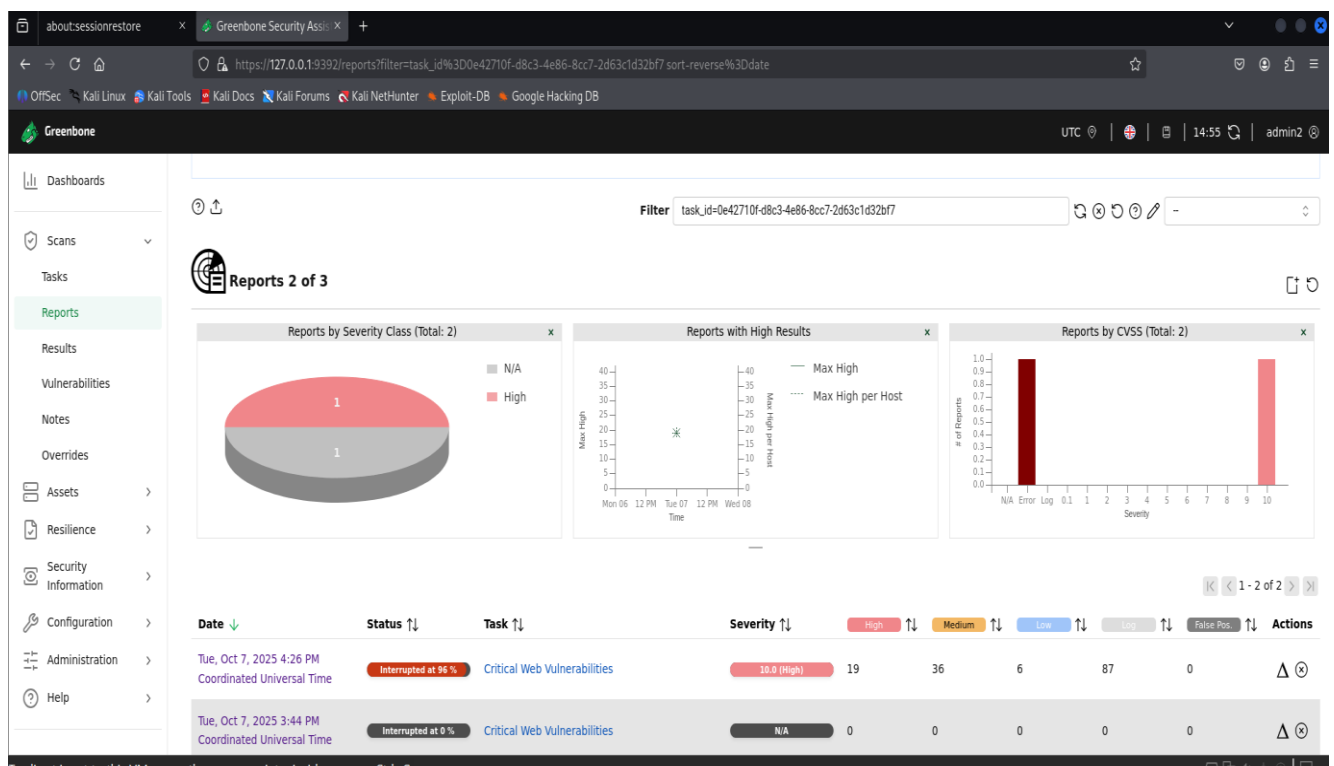 about:sessionrestore
Greenbone Security Assis
https://127.0.0.1:9392/reports?filter=task_id%3D0e42710f-d8c3-4e86-8cc7-2d63c1d32bf7 sort-reverse%3Ddate
OffSec Kali Linux Kali Tools Kali Docs Kali Forums Kali NetHunter Exploit-DB Google Hacking DB
Greenbone
UTC 14:55 admin2
Dashboards
Scans
Tasks
Reports
Results
Vulnerabilities
Notes
Overrides
Assets
Resilience
Security
Information
Configuration
Administration
Help
Filter task_id=0e42710f-d8c3-4e86-8cc7-2d63c1d32bf7 --
Reports 2 of 3
Reports by Severity Class (Total: 2) x
N/A
High
1
1
Reports with High Results x
Max High
Max High per Host
40
35
30
25
20
15
10
5
0
Max High
40
35
30
25
20
15
10
5
0
Max High per Host
Mon 06 12 PM Tue 07 12 PM Wed 08
Time
Reports by CVSS (Total: 2) x
1.0
0.9
0.8
0.7
0.6
0.5
0.4
0.3
0.2
0.1
0.0
# of Reports
N/A Error Log 0.1 1 2 3 4 5 6 7 8 9 10
Severity
1 - 2 of 2
Date Status Task Severity High Medium Low Log False Pos. Actions
Tue, Oct 7, 2025 4:26 PM
Coordinated Universal Time
Interrupted at 96 % Critical Web Vulnerabilities 10.0 (High) 19 36 6 87 0
Tue, Oct 7, 2025 3:44 PM
Coordinated Universal Time
Interrupted at 0 % Critical Web Vulnerabilities N/A 0 0 0 0 0